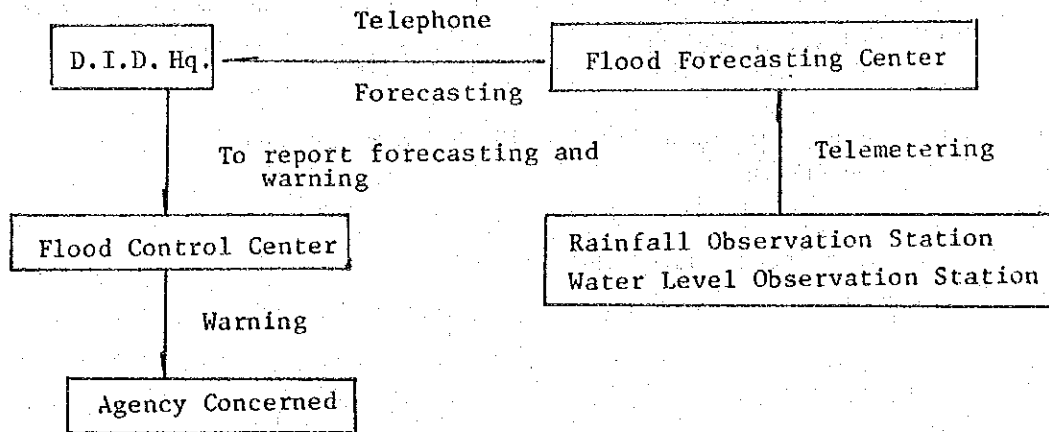 Telephone
D.I.D. Hq.
Flood Forecasting Center
Forecasting
To report forecasting and
warning
Telemetering
Flood Control Center
Rainfall Observation Station
Water Level Observation Station
Warning
Agency Concerned